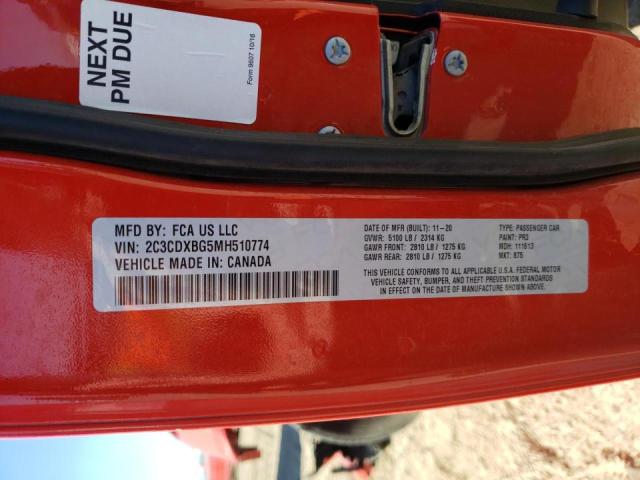 NEXT
PM DUE
Form 9607 10/16
MFD BY: FCA US LLC
VIN: 2C3CDXBG5MH510774
VEHICLE MADE IN: CANADA
DATE OF MFR (BUILT): 11-20
GVWR: 5100 LB / 2314 KG
GAWR FRONT: 2810 LB / 1275 KG
GAWR REAR: 2810 LB / 1275 KG
TYPE: PASSENGER CAR
PAINT: PR3
MDH: 111613
MKT: 875
THIS VEHICLE CONFORMS TO ALL APPLICABLE U.S.A. FEDERAL MOTOR
VEHICLE SAFETY, BUMPER, AND THEFT PREVENTION STANDARDS
IN EFFECT ON THE DATE OF MANUFACTURE SHOWN ABOVE.